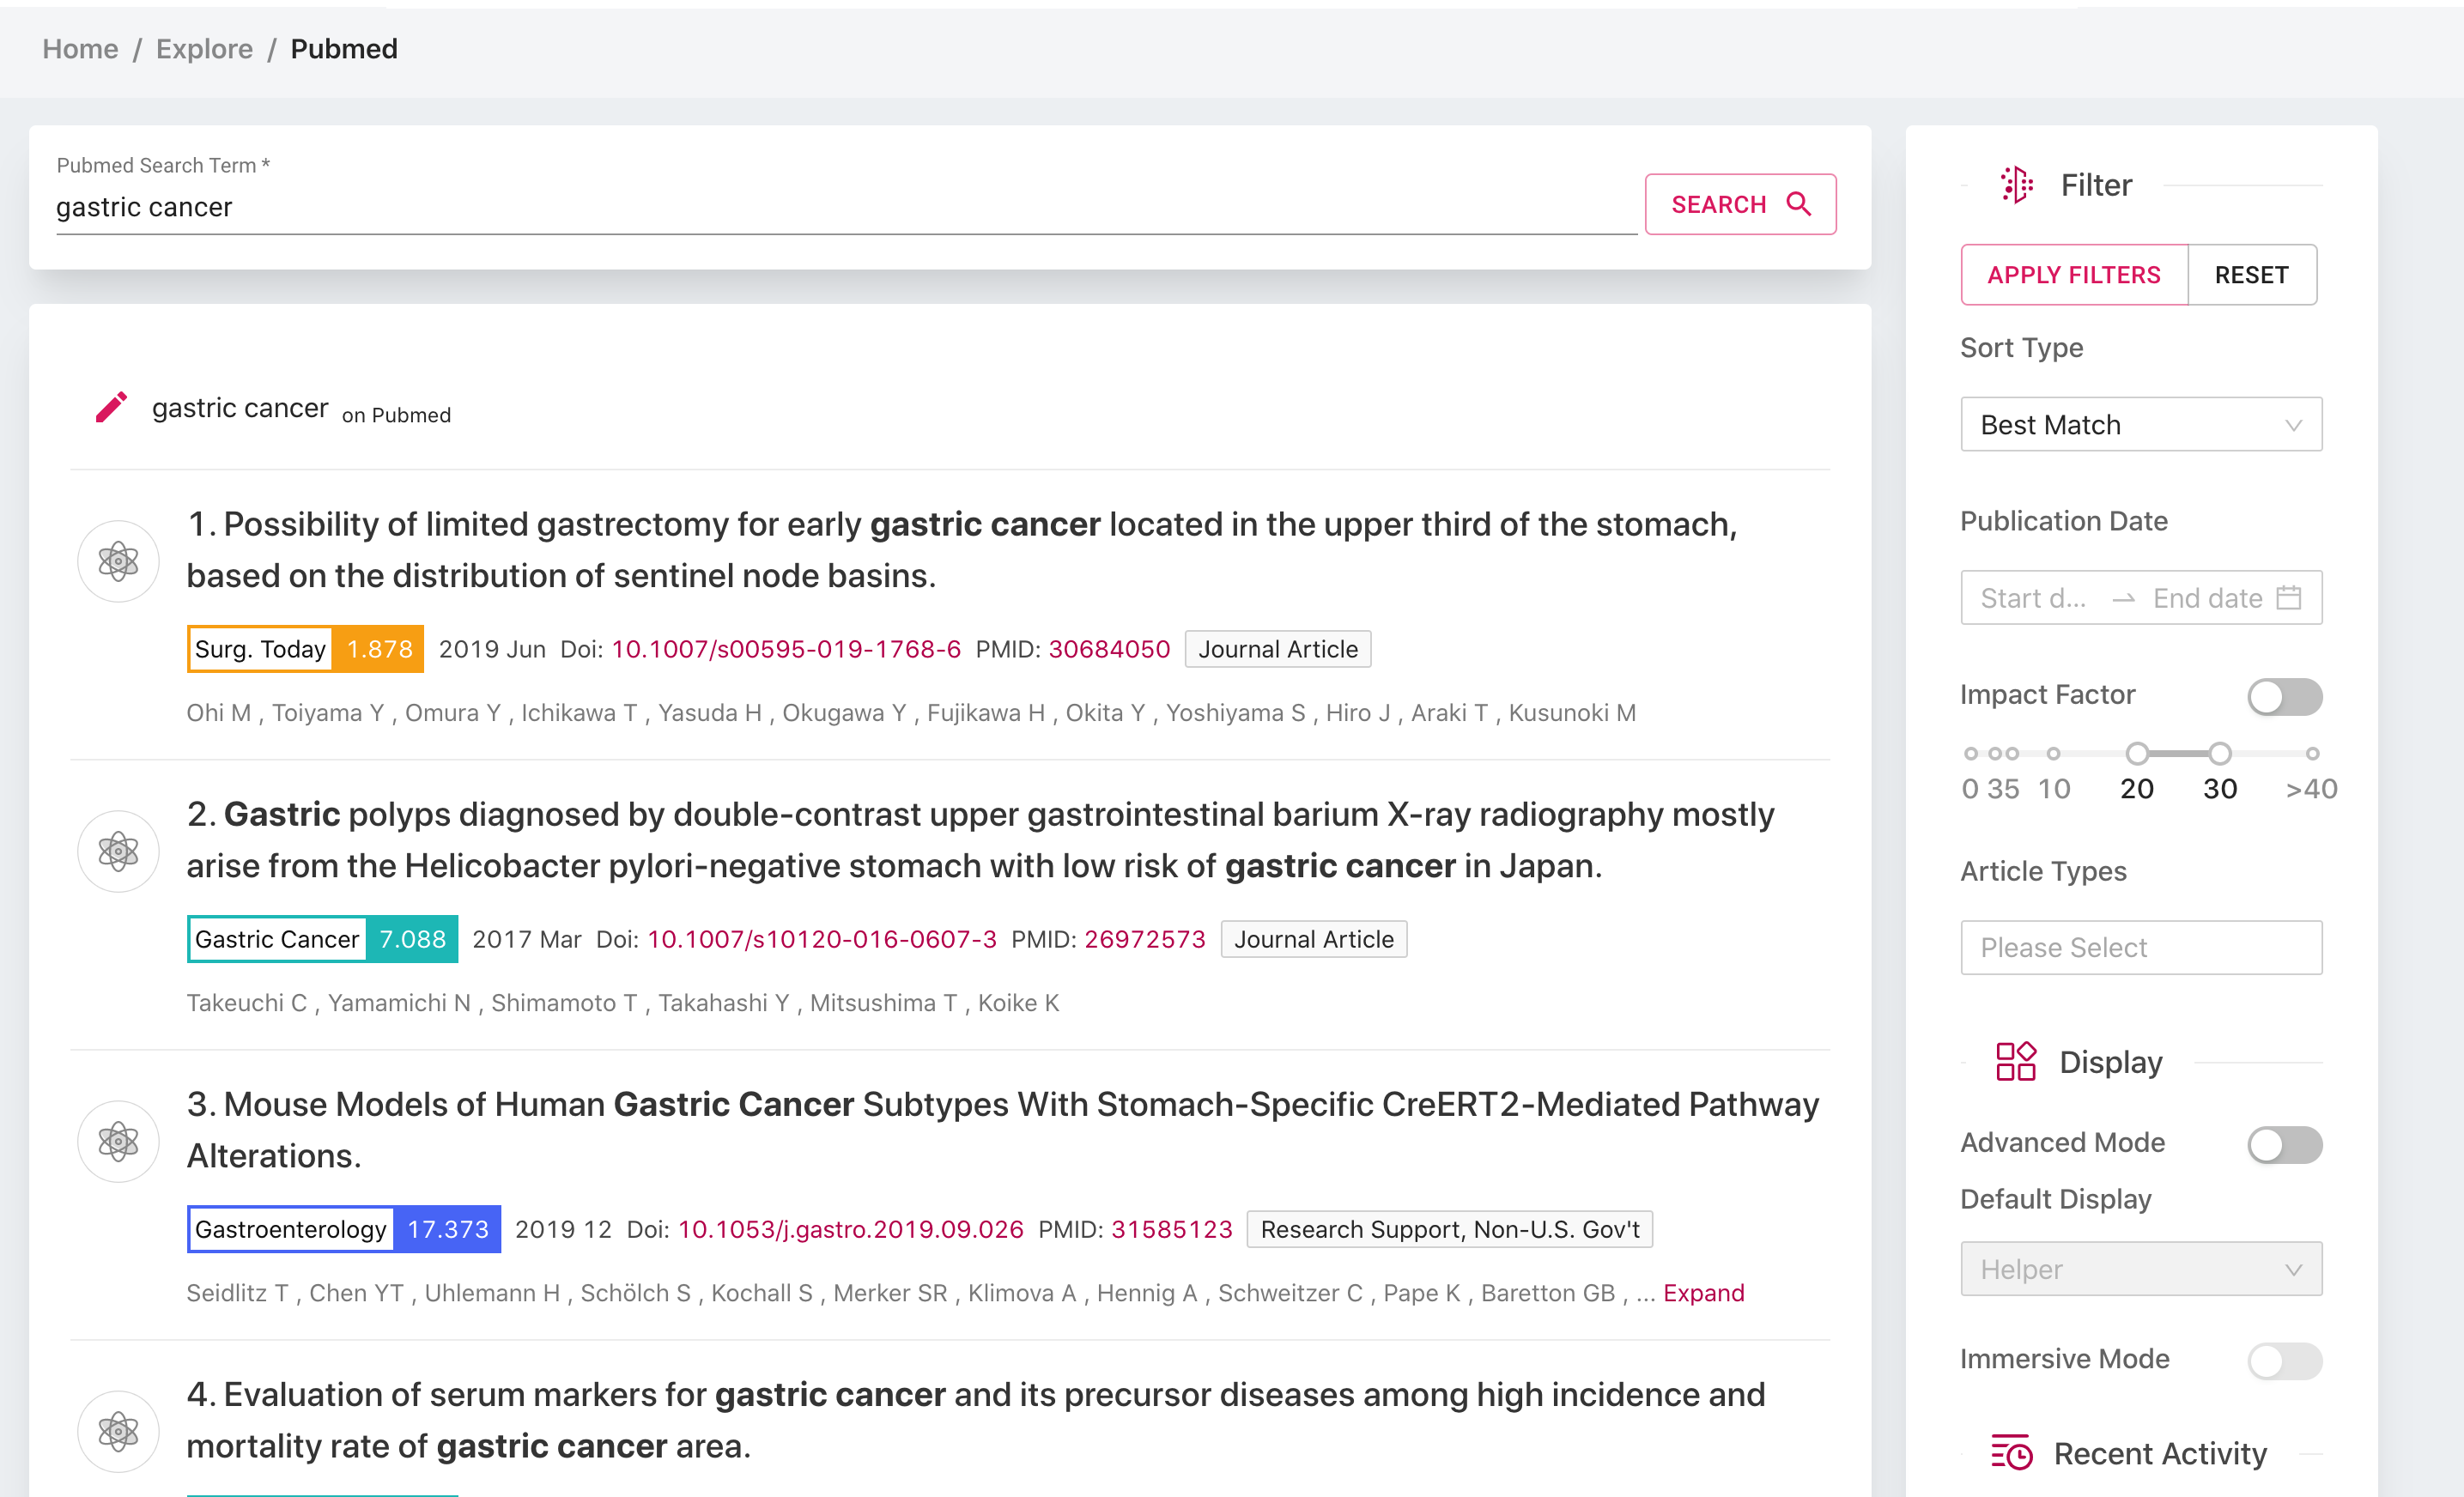 Home / Explore / Pubmed
Pubmed Search Term *
gastric cancer
SEARCH
gastric cancer on Pubmed
1. Possibility of limited gastrectomy for early gastric cancer located in the upper third of the stomach,
based on the distribution of sentinel node basins.
Surg. Today 1.878 2019 Jun Doi: 10.1007/s00595-019-1768-6 PMID: 30684050 Journal Article
Ohi M , Toiyama Y , Omura Y , Ichikawa T , Yasuda H , Okugawa Y , Fujikawa H , Okita Y , Yoshiyama S , Hiro J , Araki T , Kusunoki M
2. Gastric polyps diagnosed by double-contrast upper gastrointestinal barium X-ray radiography mostly
arise from the Helicobacter pylori-negative stomach with low risk of gastric cancer in Japan.
Gastric Cancer 7.088 2017 Mar Doi: 10.1007/s10120-016-0607-3 PMID: 26972573 Journal Article
Takeuchi C , Yamamichi N , Shimamoto T , Takahashi Y , Mitsushima T , Koike K
3. Mouse Models of Human Gastric Cancer Subtypes With Stomach-Specific CreERT2-Mediated Pathway
Alterations.
Gastroenterology 17.373 2019 12 Doi: 10.1053/j.gastro.2019.09.026 PMID: 31585123 Research Support, Non-U.S. Gov't
Seidlitz T , Chen YT , Uhlemann H , Schölch S , Kochall S , Merker SR , Klimova A , Hennig A , Schweitzer C , Pape K , Baretton GB , ... Expand
4. Evaluation of serum markers for gastric cancer and its precursor diseases among high incidence and
mortality rate of gastric cancer area.
Filter
APPLY FILTERS RESET
Sort Type
Best Match
Publication Date
Start d... → End date
Impact Factor
0 3 5 10 20 30 >40
Article Types
Please Select
Display
Advanced Mode
Default Display
Helper
Immersive Mode
Recent Activity